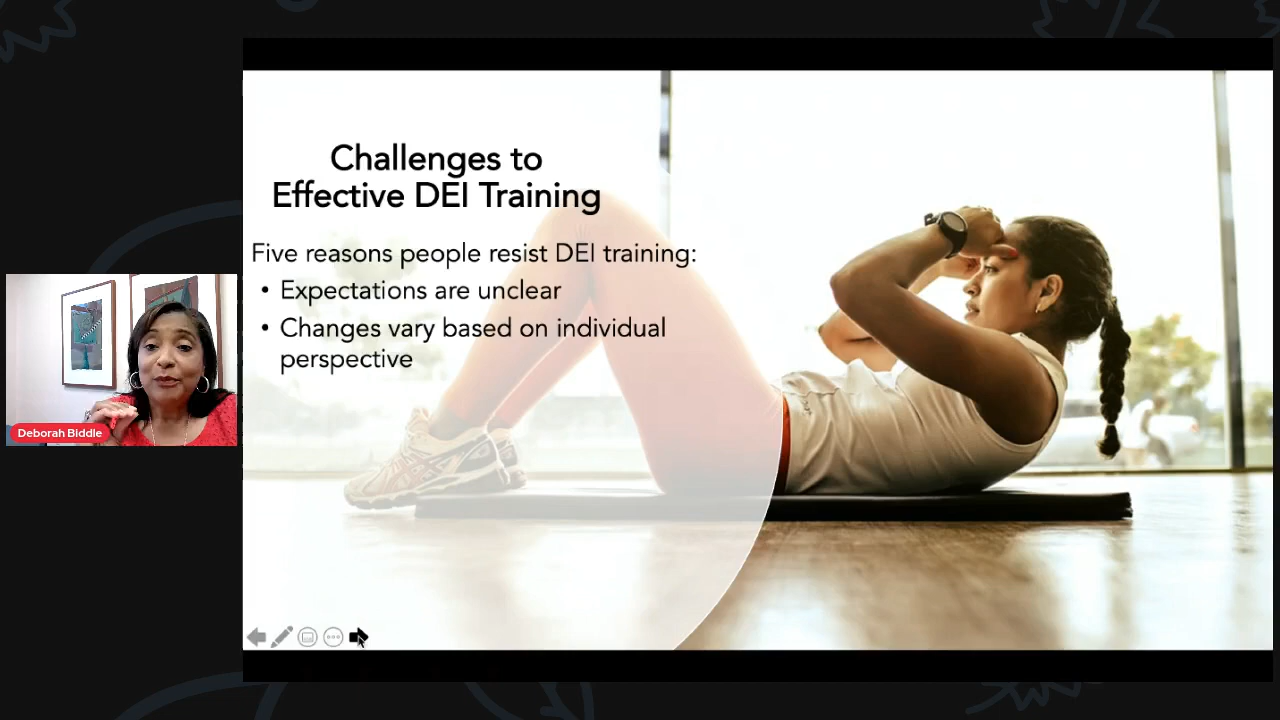 Challenges to
Effective DEI Training
Five reasons people resist DEI training:
• Expectations are unclear
• Changes vary based on individual
perspective
Deborah Biddle